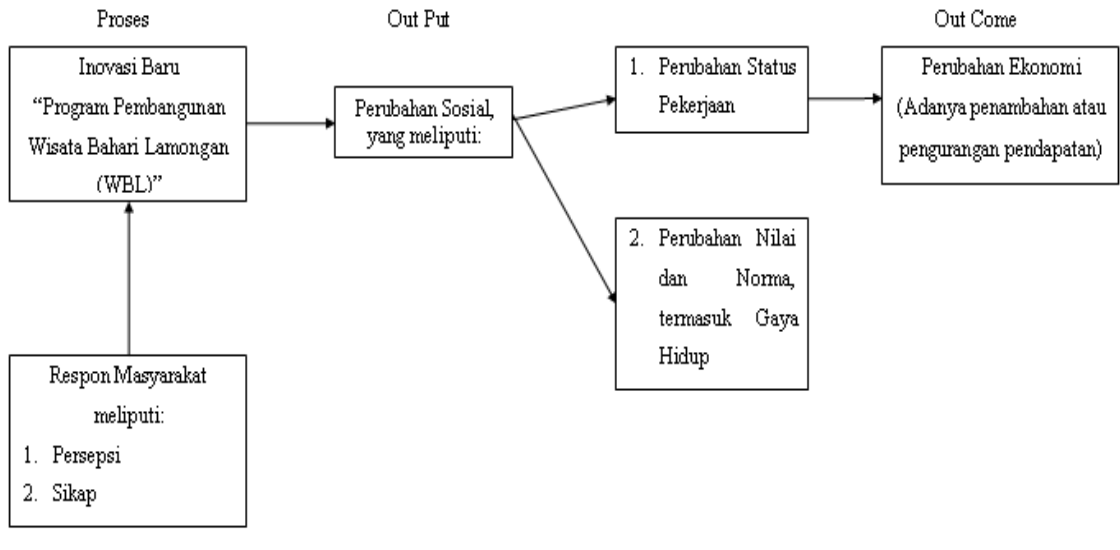 Proses
Out Put
Out Come
Inovasi Baru
“Program Pembangunan
Wisata Bahari Lamongan
(WBL)”
Perubahan Sosial,
yang meliputi:
1. Perubahan Status
Pekerjaan
Perubahan Ekonomi
(Adanya penambahan atau
pengurangan pendapatan)
2. Perubahan Nilai
dan Norma,
termasuk Gaya
Hidup
Respon Masyarakat
meliputi:
1. Persepsi
2. Sikap